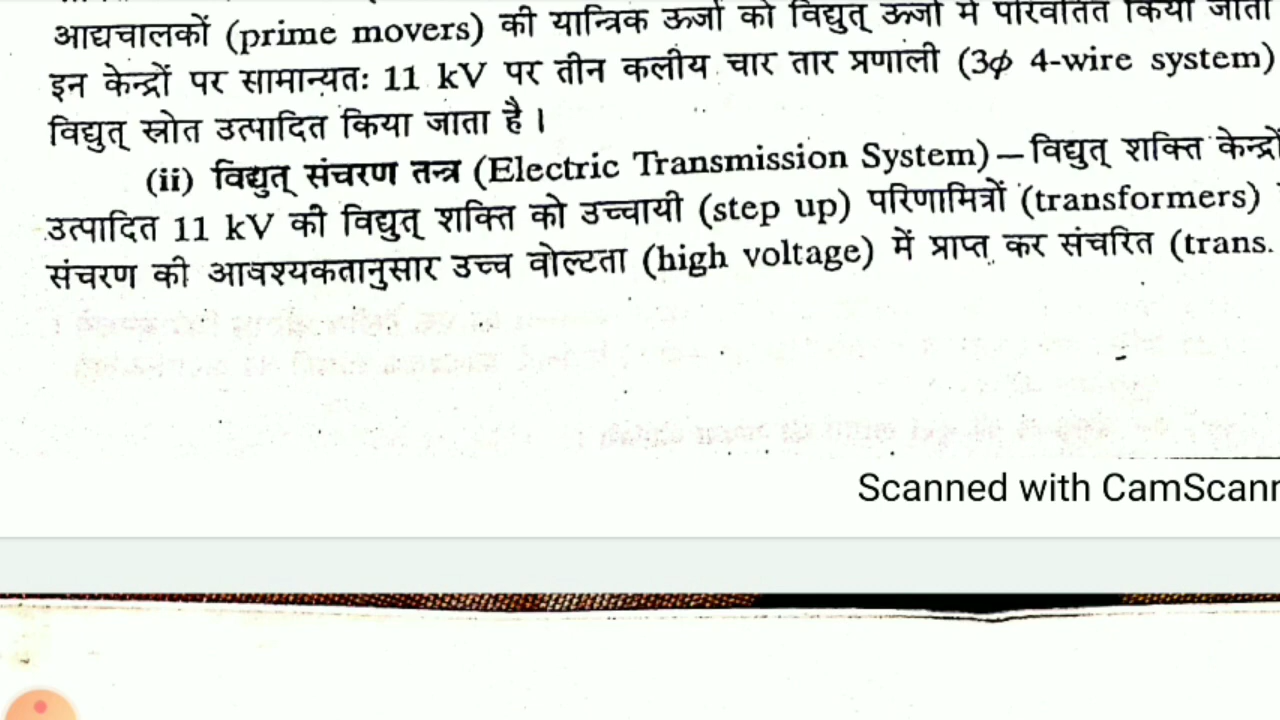 आद्यचालकों (prime movers) की यान्त्रिक ऊर्जा को विद्युत् ऊर्जा में परिवर्तित किया जाता
इन केन्द्रों पर सामान्यतः 11 kV पर तीन कलीय चार तार प्रणाली (3ϕ 4-wire system)
विद्युत् स्रोत उत्पादित किया जाता है।
(ii) विद्युत् संचरण तन्त्र (Electric Transmission System)—विद्युत् शक्ति केन्द्रों
उत्पादित 11 kV की विद्युत् शक्ति को उच्चायी (step up) परिणामित्रों (transformers)
संचरण की आवश्यकतानुसार उच्च वोल्टता (high voltage) में प्राप्त कर संचरित (trans.
Scanned with CamScann